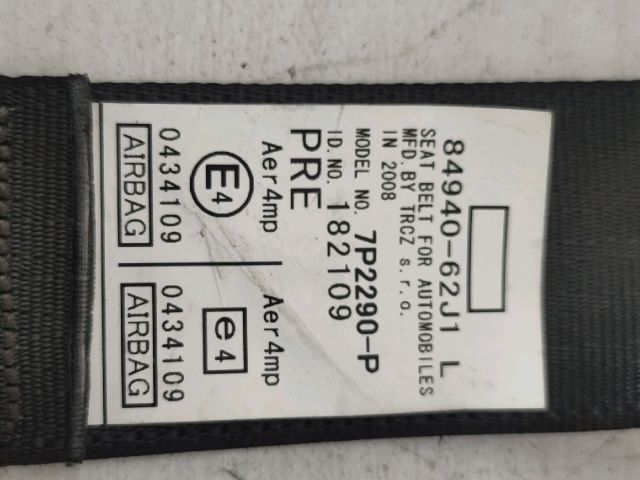 84940-62J1 L
SEAT BELT FOR AUTOMOBILES
MFD. BY TRCZ s.r.o.
IN 2008
MODEL NO. 7P2290-P
ID. NO. 182109
PRE
Aer4mp Aer4mp
E4 e4
0434109 0434109
AIRBAG AIRBAG